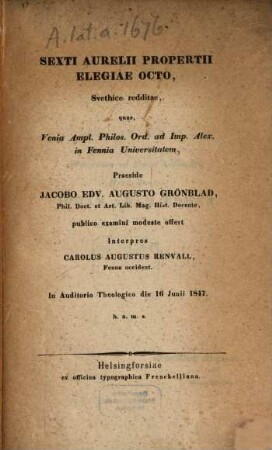 A. lat. a. 1676.
SEXTI AURELII PROPERTII
ELEGIAE OCTO,
Svethice redditae,
quas,
Venia Ampl. Philos. Ord. ad Imp. Alex.
in Fennia Universitatem,
Praeside
JACOBO EDV. AUGUSTO GRÖNBLAD,
Phil. Doct. et Art. Lib. Mag. Hist. Docente,
publico examini modeste offert
Interpres
CAROLUS AUGUSTUS RENVALL,
Fenno occident.
In Auditorio Theologico die 16 Junii 1847.
h. a. m. s.
Helsingforsiae
ex officina typographica Frenckelliana.